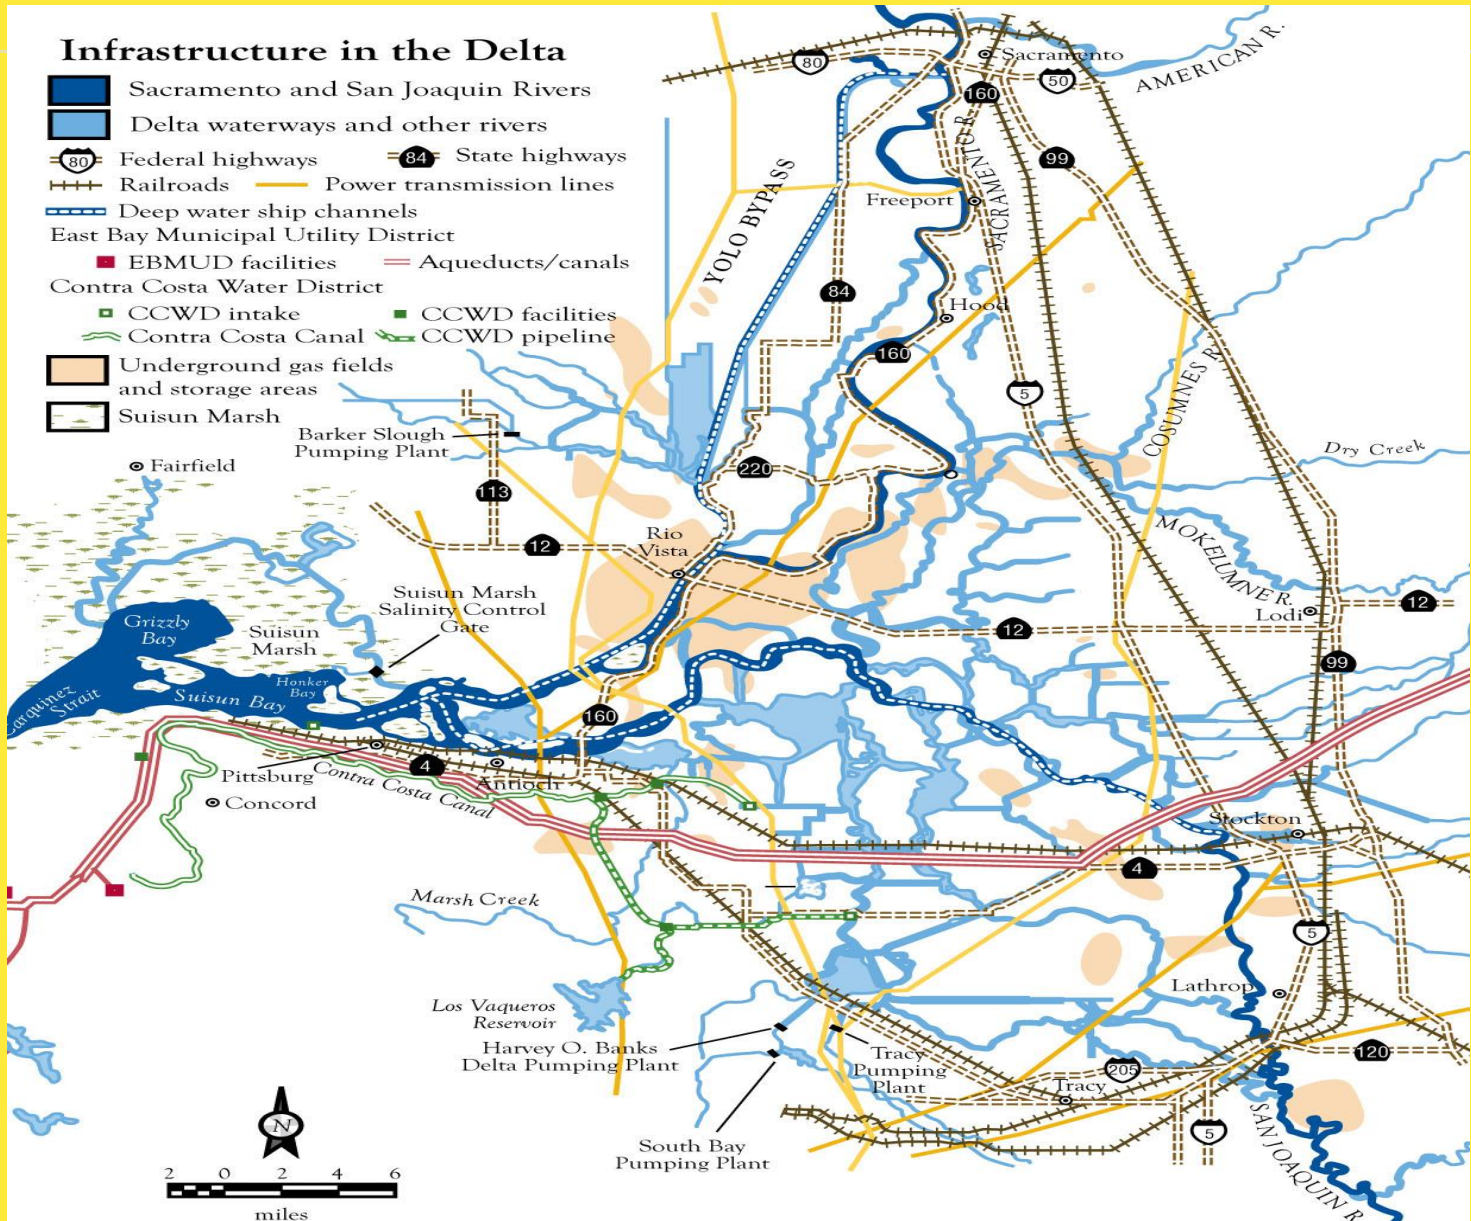 Infrastructure in the Delta
Sacramento and San Joaquin Rivers
Delta waterways and other rivers
80 Federal highways
84 State highways
Railroads
Power transmission lines
Deep water ship channels
East Bay Municipal Utility District
EBMUD facilities
Aqueducts/canals
Contra Costa Water District
CCWD intake
CCWD facilities
Contra Costa Canal
CCWD pipeline
Underground gas fields
and storage areas
Suisun Marsh
80
Sacramento
50
AMERICAN R.
160
99
SACRAMENTO R.
YOLO BYPASS
Freeport
84
Hood
160
5
COSUMNES R.
Dry Creek
Barker Slough
Pumping Plant
Fairfield
220
113
12
Rio
Vista
MOKELUMNE R.
Lodi
12
12
Suisun Marsh
Salinity Control
Gate
Grizzly
Bay
Suisun
Marsh
Honker
Bay
Suisun Bay
Carquinez
Strait
99
160
Pittsburg
4
Antioch
Contra Costa Canal
Concord
Stockton
4
Marsh Creek
5
Lathrop
Los Vaqueros
Reservoir
Harvey O. Banks
Delta Pumping Plant
Tracy
Pumping
Plant
205
120
Tracy
5
South Bay
Pumping Plant
SAN JOAQUIN R.
N
2 0 2 4 6
miles